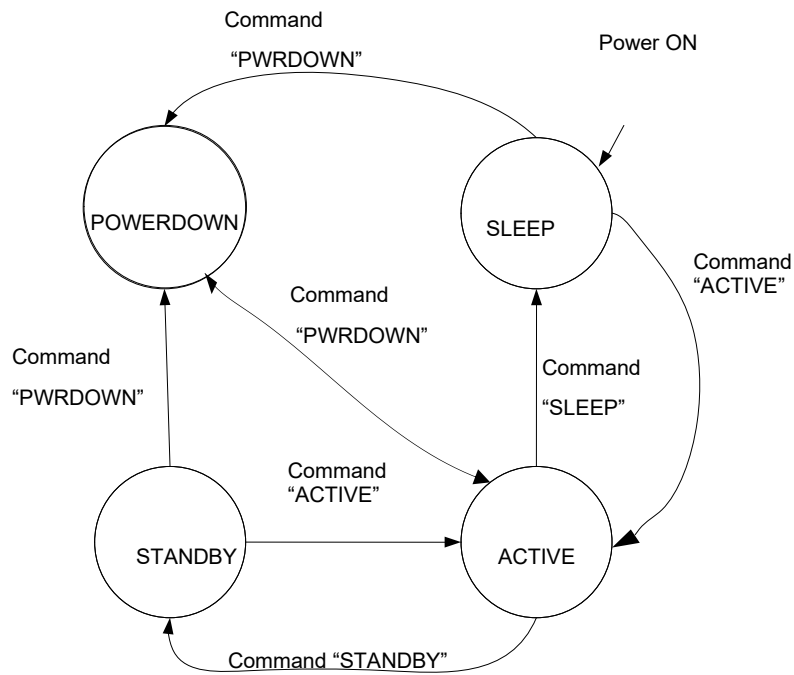 Command
“PWRDOWN”
Power ON
POWERDOWN
SLEEP
Command
“ACTIVE”
Command
“PWRDOWN”
Command
“PWRDOWN”
Command
“SLEEP”
Command
“ACTIVE”
STANDBY
ACTIVE
Command “STANDBY”